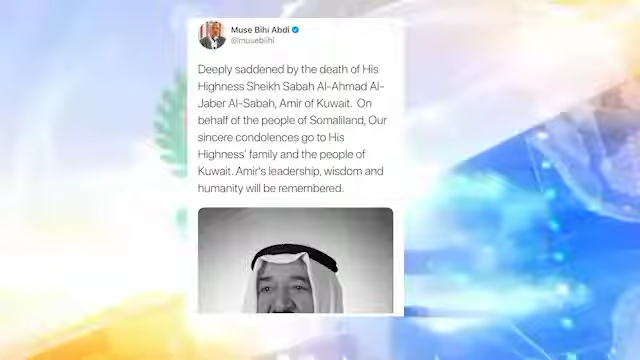 Muse Bihi Abdi
@musebiihi
Deeply saddened by the death of His
Highness Sheikh Sabah Al-Ahmad Al-
Jaber Al-Sabah, Amir of Kuwait. On
behalf of the people of Somaliland, Our
sincere condolences go to His
Highness' family and the people of
Kuwait. Amir's leadership, wisdom and
humanity will be remembered.